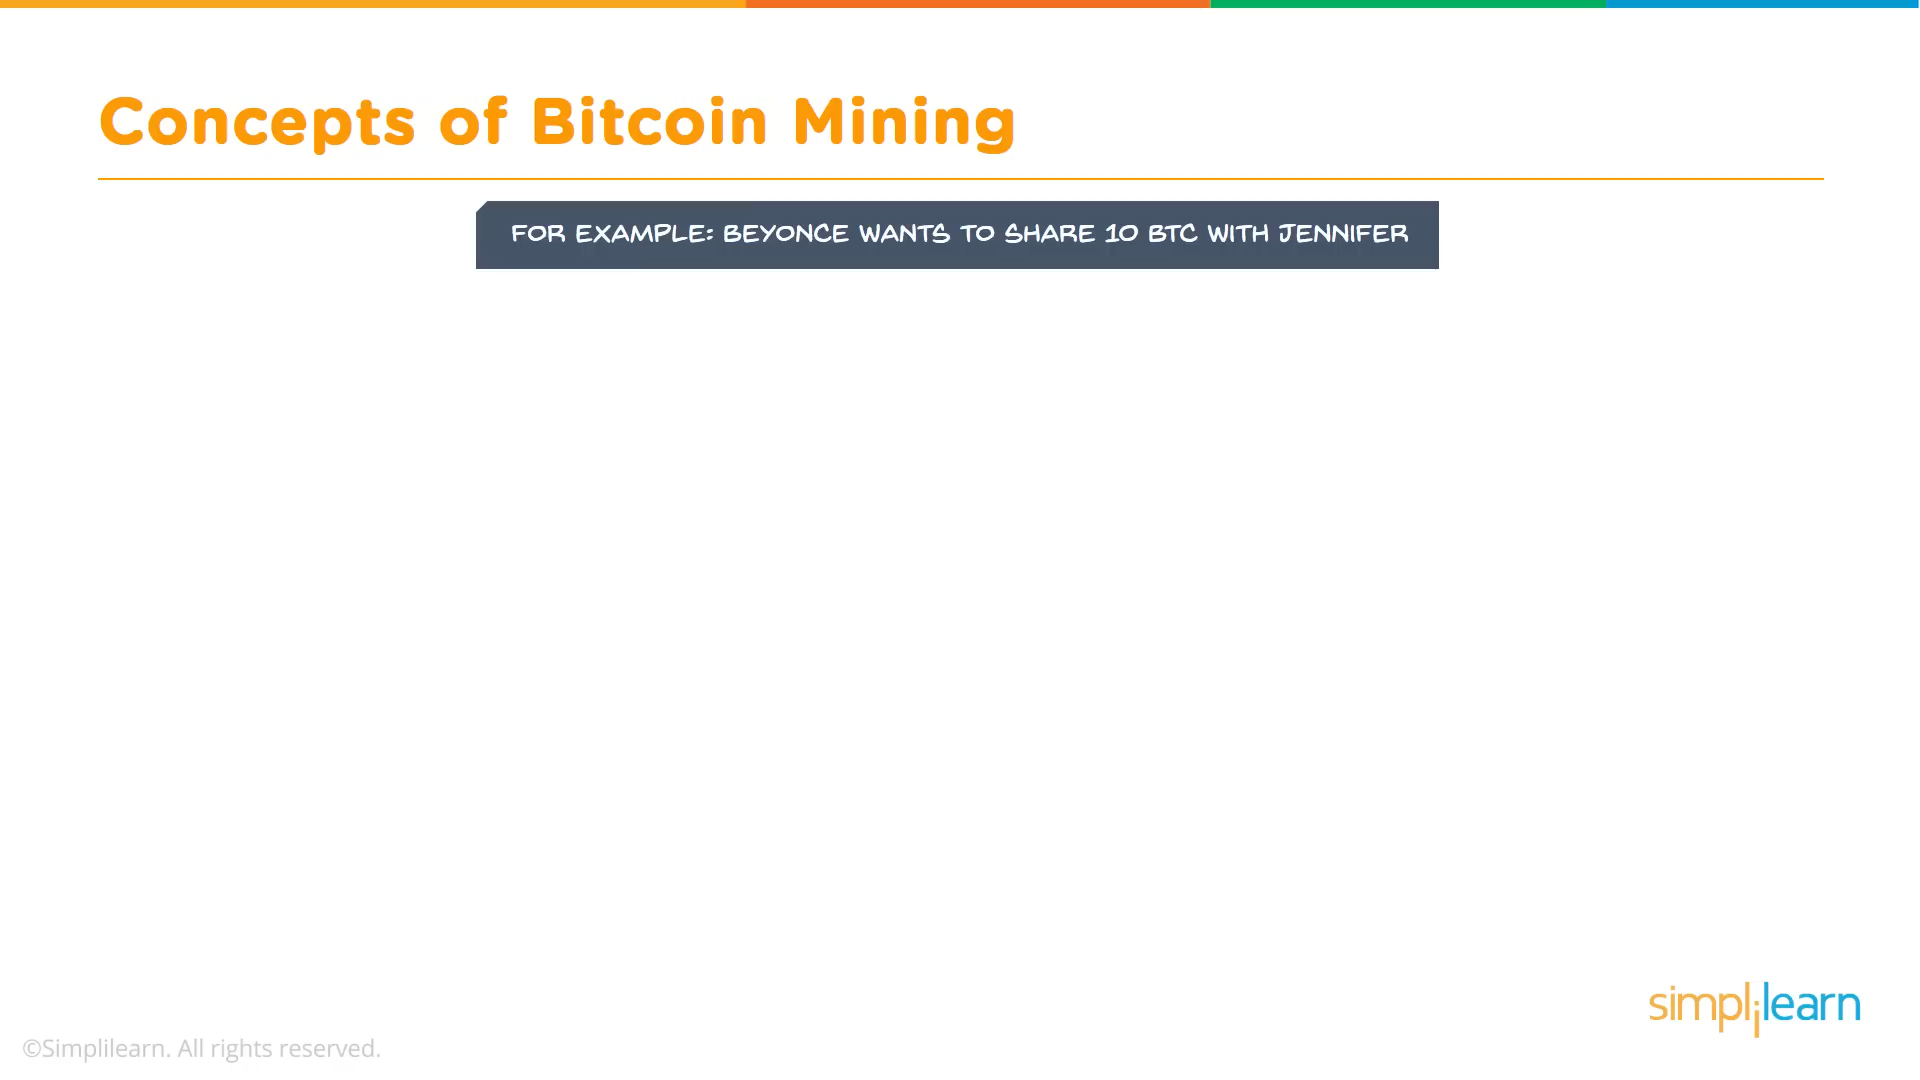 Concepts of Bitcoin Mining
FOR EXAMPLE: BEYONCE WANTS TO SHARE 10 BTC WITH JENNIFER
simplilearn
©Simplilearn. All rights reserved.